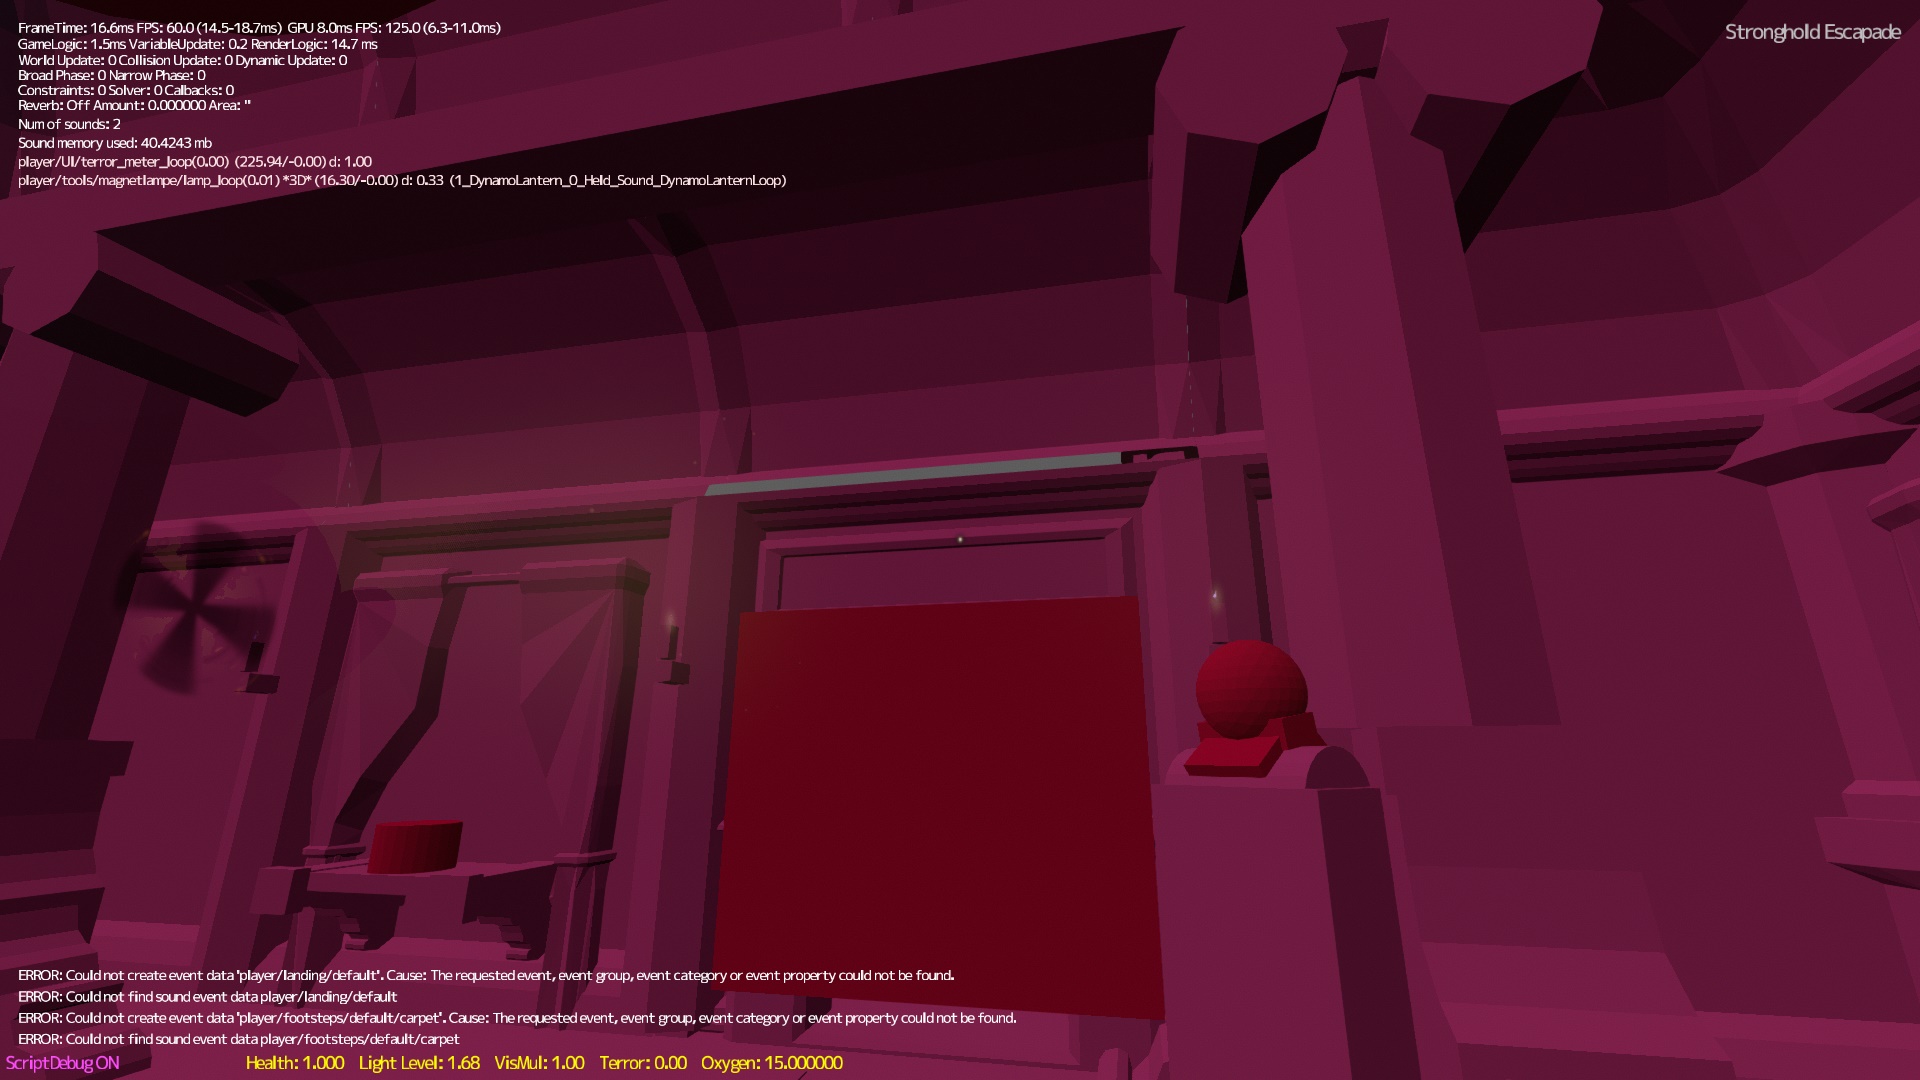 FrameTime: 16.6ms FPS: 60.0 (14.5-18.7ms) GPU 8.0ms FPS: 125.0 (6.3-11.0ms)
Stronghold Escapade
GameLogic: 1.5ms VariableUpdate: 0.2 RenderLogic: 14.7 ms
World Update: 0 Collision Update: 0 Dynamic Update: 0
Broad Phase: 0 Narrow Phase: 0
Constraints: 0 Solver: 0 Calbacks: 0
Reverb: Off Amount: 0.000000 Area: ''
Num of sounds: 2
Sound memory used: 40.4243 mb
player/UI/terror_meter_loop(0.00) (225.94/-0.00) d: 1.00
player/tools/magnetlampe/lamp_loop(0.01) *3D* (16.30/-0.00) d: 0.33 (1_DynamoLantern_0_Held_Sound_DynamoLanternLoop)
ERROR: Could not create event data 'player/landing/default'. Cause: The requested event, event group, event category or event property could not be found.
ERROR: Could not find sound event data player/landing/default
ERROR: Could not create event data 'player/footsteps/default/carpet'. Cause: The requested event, event group, event category or event property could not be found.
ERROR: Could not find sound event data player/footsteps/default/carpet
ScriptDebug ON Health: 1.000 Light Level: 1.68 VisMul: 1.00 Terror: 0.00 Oxygen: 15.000000